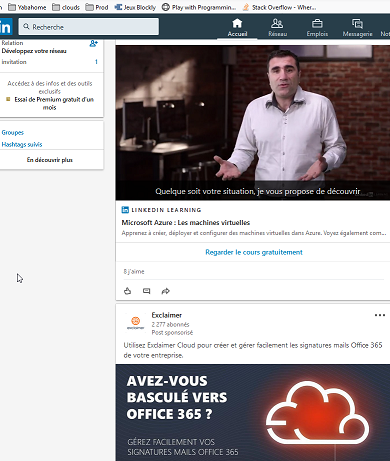 Yabahome clouds Prod Jeux Blockly Play with Programmin... Stack Overflow - Wher...
in Recherche Accueil Réseau Emplois Messagerie
Relation
Développez votre réseau
invitation 1
Accédez à des infos et des outils
exclusifs
Essai de Premium gratuit d'un
mois
Groupes
Hashtags suivis
En découvrir plus
Quelque soit votre situation, je vous propose de découvrir
in LINKEDIN LEARNING
Microsoft Azure : Les machines virtuelles
Apprenez à créer, déployer et configurer des machines virtuelles dans Azure. Voyez également com...
Regarder le cours gratuitement
8 j'aime
Exclaimer
2 277 abonnés
Post sponsorisé
Utilisez Exclaimer Cloud pour créer et gérer facilement les signatures mails Office 365
de votre entreprise.
AVEZ-VOUS
BASCULÉ VERS
OFFICE 365 ?
GÉREZ FACILEMENT VOS
SIGNATURES MAILS OFFICE 365